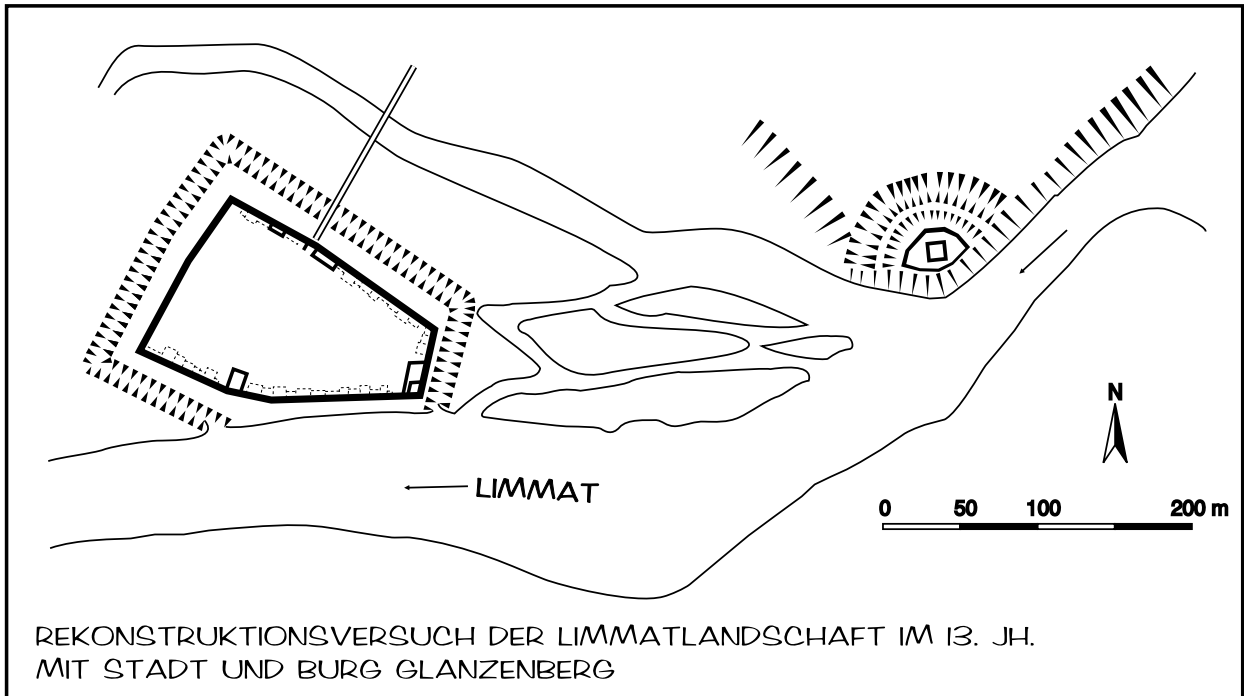 N
0 50 100 200 m
LIMMAT
REKONSTRUKTIONSVERSUCH DER LIMMATLANDSCHAFT IM 13. JH.
MIT STADT UND BURG GLANZENBERG